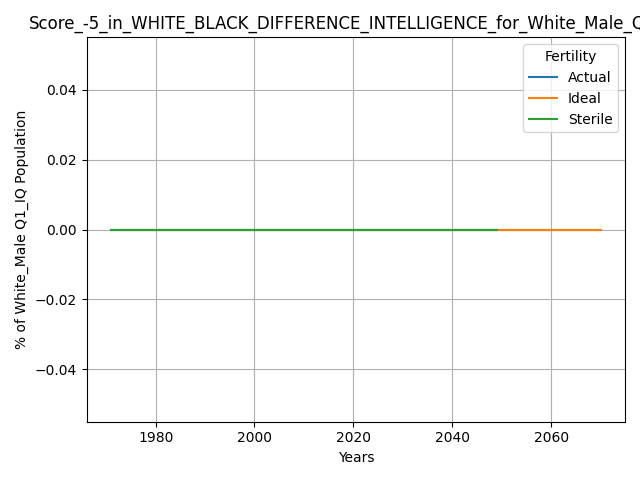 Score_-5_in_WHITE_BLACK_DIFFERENCE_INTELLIGENCE_for_White_Male_Q
Fertility
Actual
Ideal
Sterile
% of White_Male Q1_IQ Population
0.04
0.02
0.00
−0.02
−0.04
1980 2000 2020 2040 2060
Years